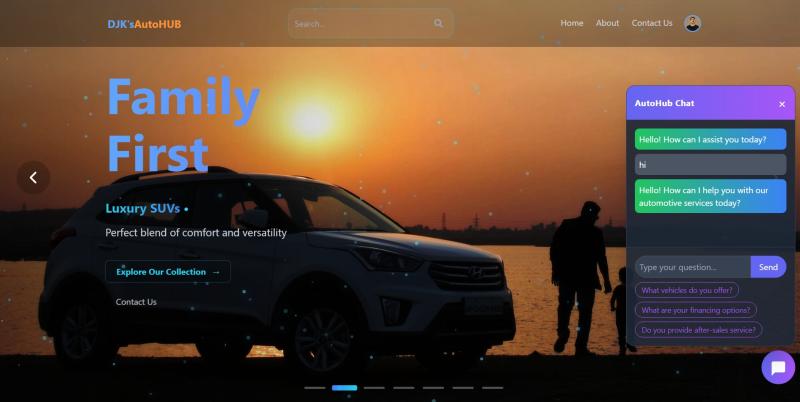 DJK'sAutoHUB
Search...
Home
About
Contact Us
Family
First
Luxury SUVs •
Perfect blend of comfort and versatility
Explore Our Collection →
Contact Us
AutoHub Chat
×
Hello! How can I assist you today?
hi
Hello! How can I help you with our
automotive services today?
Type your question...
Send
What vehicles do you offer?
What are your financing options?
Do you provide after-sales service?